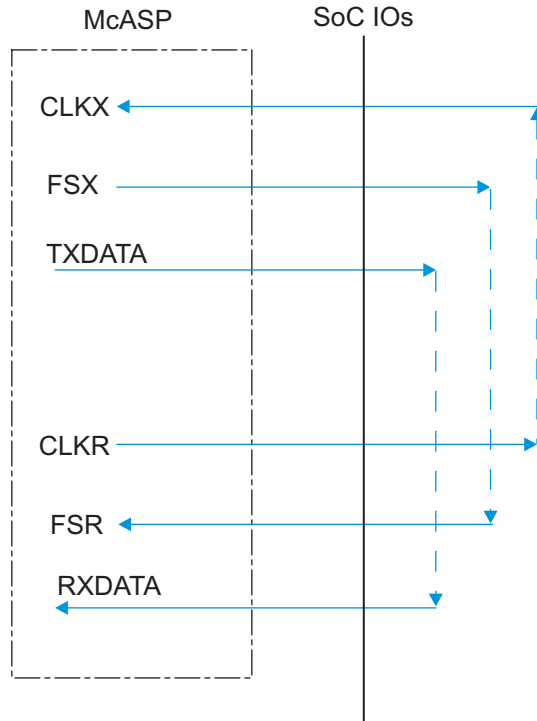 McASP
SoC IOs
CLKX
FSX
TXDATA
CLKR
FSR
RXDATA